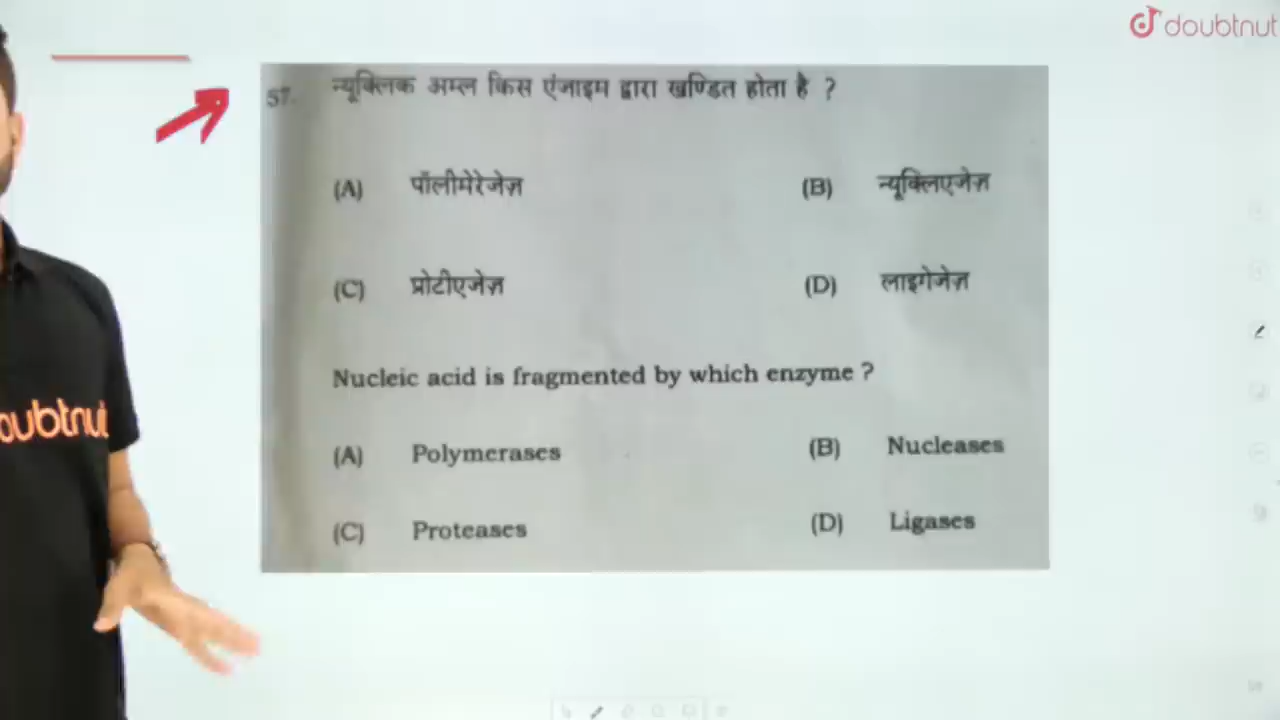 doubtnut
57. न्यूक्लिक अम्ल किस एंजाइम द्वारा खण्डित होता है ?
(A) पॉलीमेरेजेज़ (B) न्यूक्लिएजेज़
(C) प्रोटीएजेज़ (D) लाइगेजेज़
Nucleic acid is fragmented by which enzyme ?
(A) Polymerases (B) Nucleases
(C) Proteases (D) Ligases
oubtnut